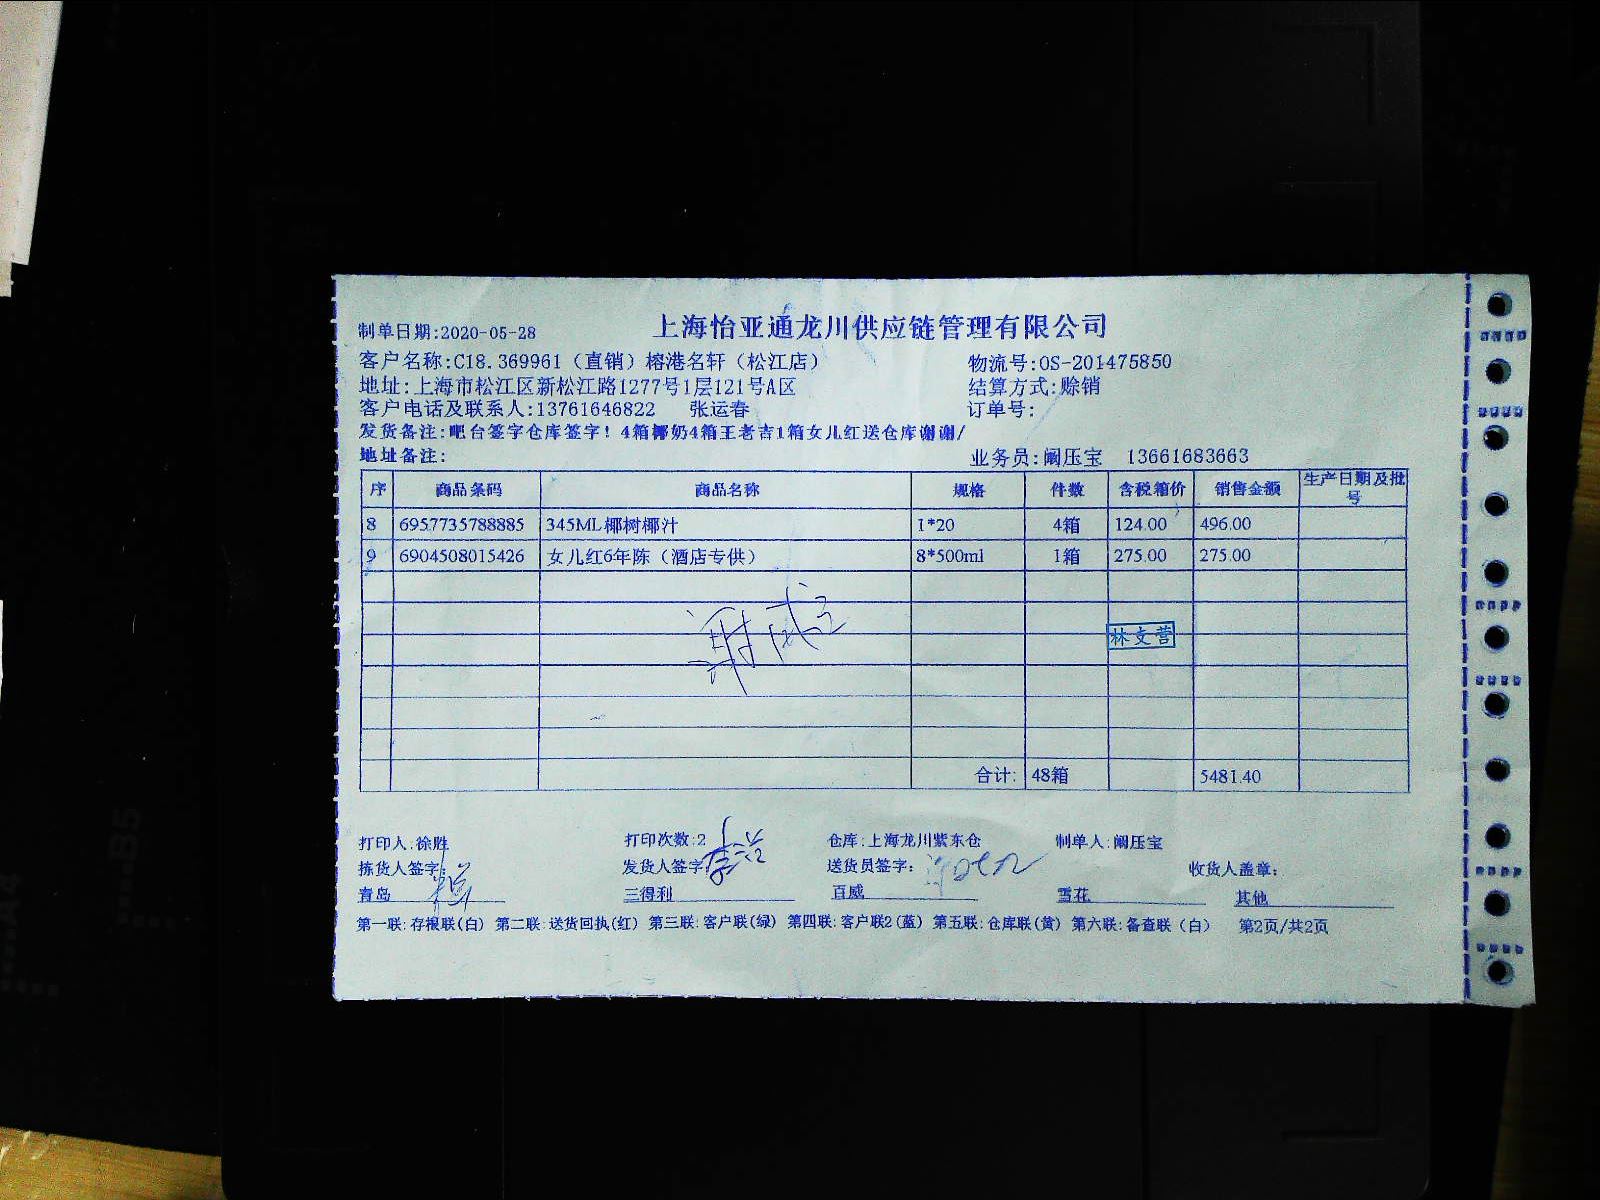 上海怡亚通龙川供应链管理有限公司
制单日期:2020-05-28
客户名称:C18.369961（直销）榕港名轩（松江店） 物流号:OS-201475850
地址:上海市松江区新松江路1277号1层121号A区 结算方式:赊销
客户电话及联系人:13761646822 张运春 订单号:
发货备注:吧台签字仓库签字！4箱椰奶4箱王老吉1箱女儿红送仓库谢谢/
地址备注: 业务员:阚压宝 13661683663
序 商品条码 商品名称 规格 件数 含税箱价 销售金额 生产日期及批号
8 6957735788885 345ML椰树椰汁 1*20 4箱 124.00 496.00
9 6904508015426 女儿红6年陈（酒店专供） 8*500ml 1箱 275.00 275.00
林支营
合计: 48箱 5481.40
打印人:徐胜 打印次数:2 仓库:上海龙川紫东仓 制单人:阚压宝
拣货人签字: 发货人签字: 送货员签字: 收货人盖章:
青岛 三得利 百威 雪花 其他
第一联:存根联(白) 第二联:送货回执(红) 第三联:客户联(绿) 第四联:客户联2(蓝) 第五联:仓库联(黄) 第六联:备查联（白） 第2页/共2页
B5
A4